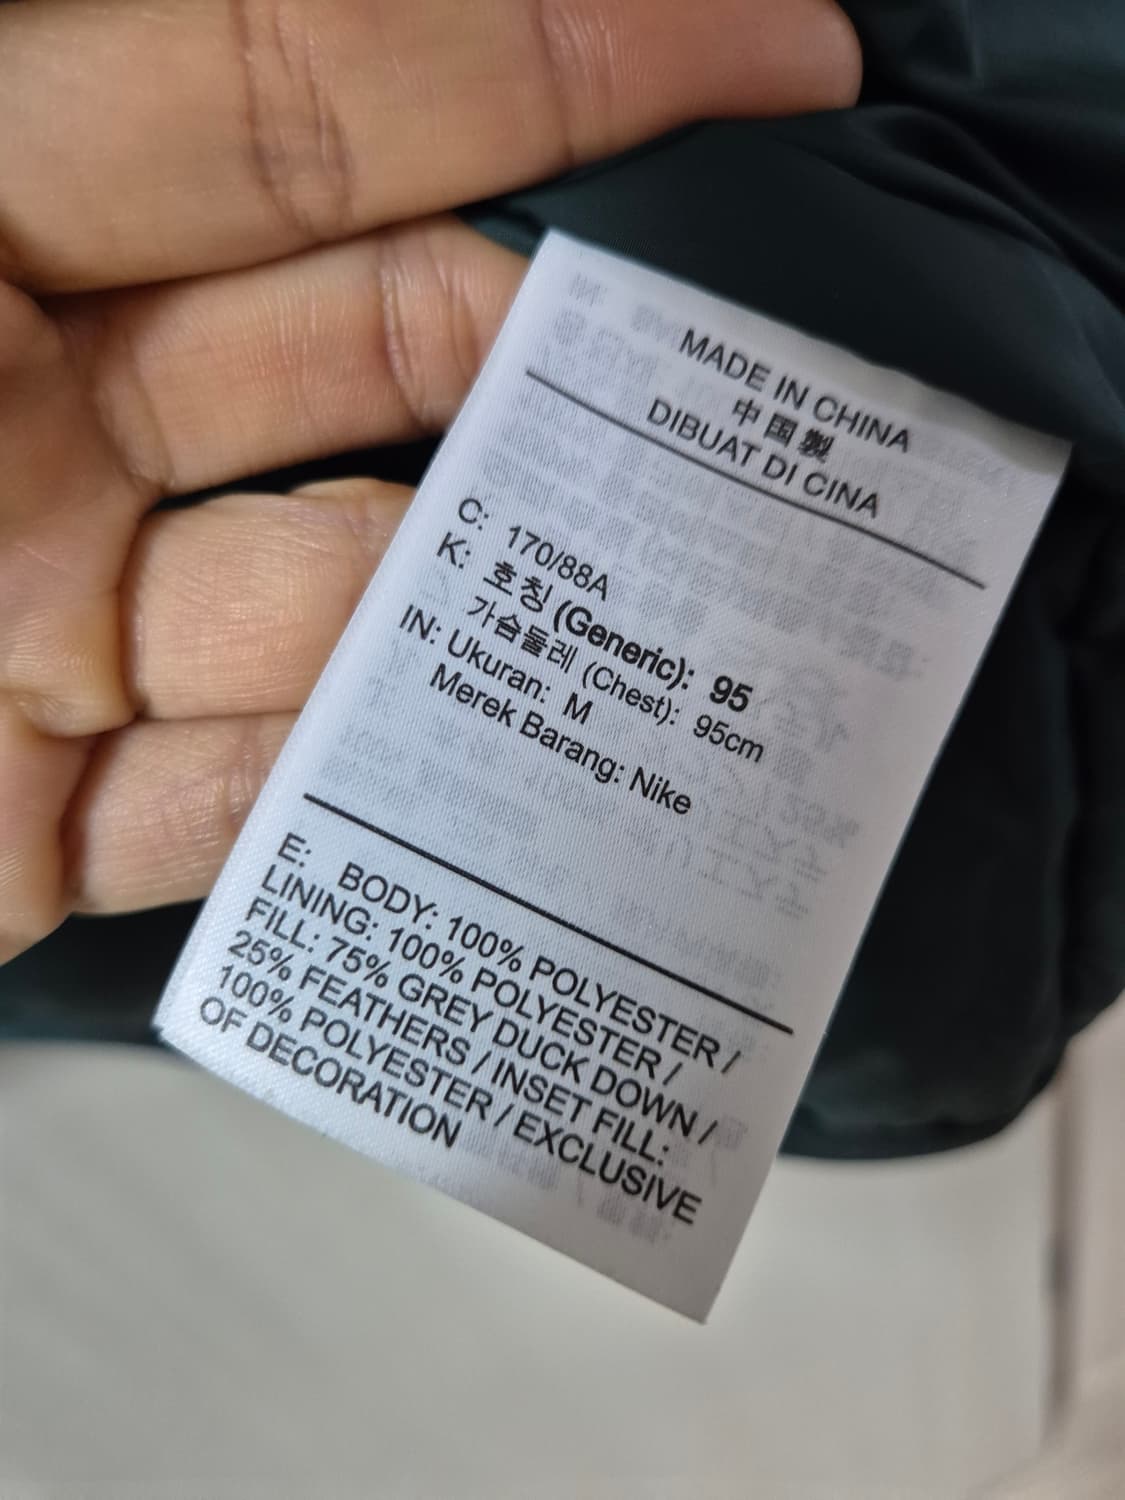 MADE IN CHINA
中国製
DIBUAT DI CINA
C: 170/88A
K: 호칭 (Generic): 95
가슴둘레 (Chest): 95cm
IN: Ukuran: M
Merek Barang: Nike
E: BODY: 100% POLYESTER /
LINING: 100% POLYESTER /
FILL: 75% GREY DUCK DOWN /
25% FEATHERS / INSET FILL:
100% POLYESTER / EXCLUSIVE
OF DECORATION